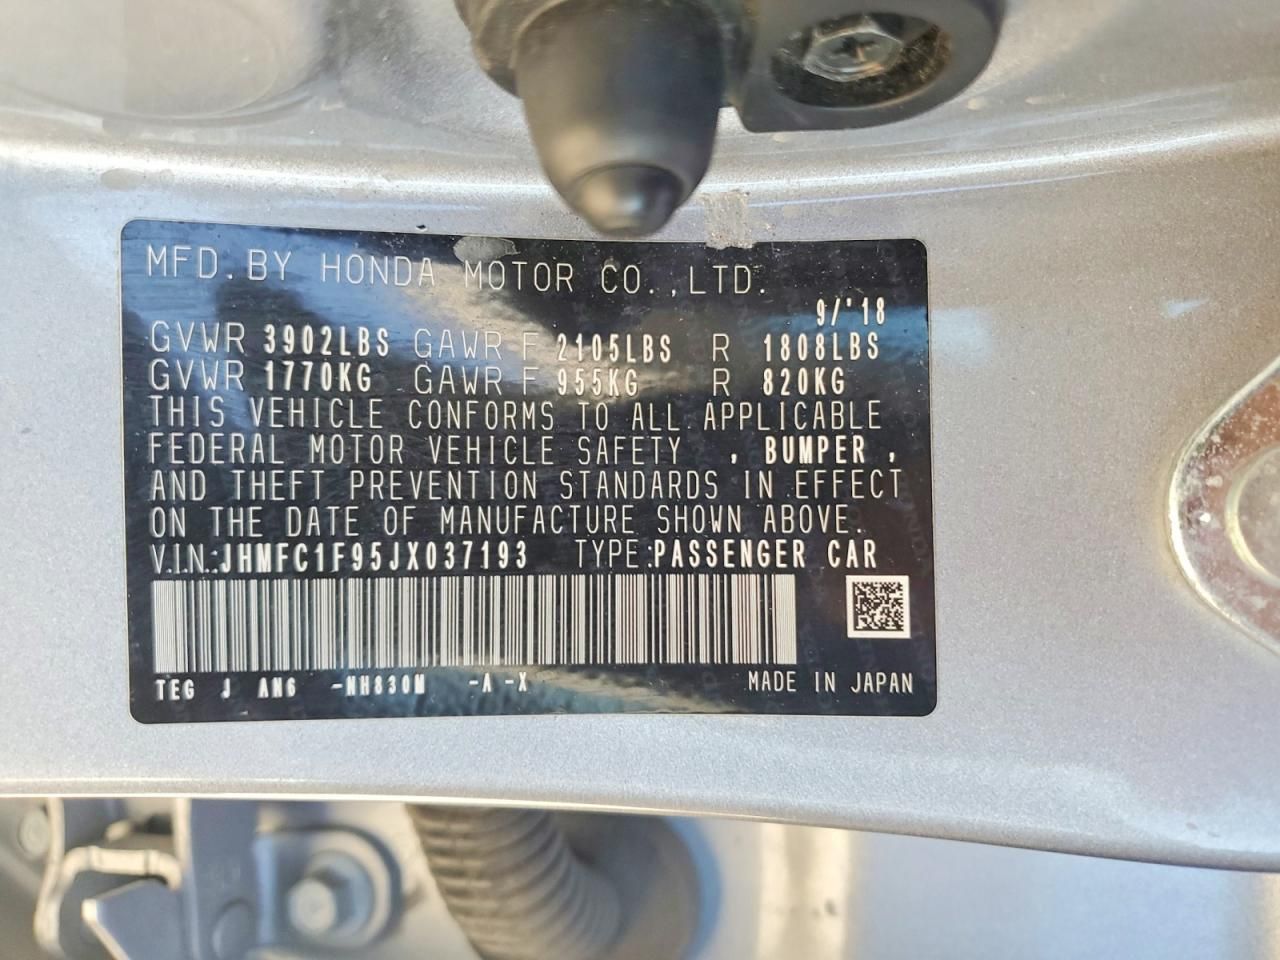 MFD. BY HONDA MOTOR CO., LTD.
9/'18
GVWR 3902LBS GAWR F 2105LBS R 1808LBS
GVWR 1770KG GAWR F 955KG R 820KG
THIS VEHICLE CONFORMS TO ALL APPLICABLE
FEDERAL MOTOR VEHICLE SAFETY , BUMPER ,
AND THEFT PREVENTION STANDARDS IN EFFECT
ON THE DATE OF MANUFACTURE SHOWN ABOVE.
V.I.N.:JHMFC1F95JX037193 TYPE:PASSENGER CAR
TEG J AN6 -NH830M -A -X MADE IN JAPAN